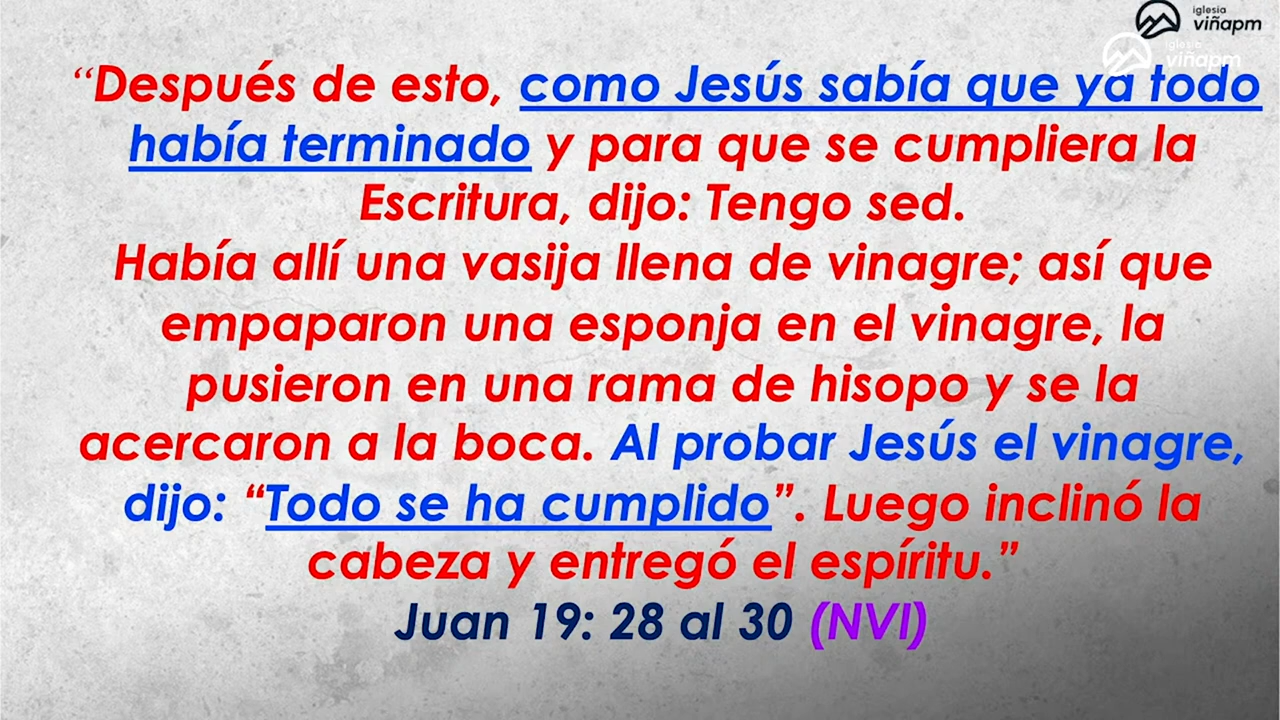 iglesia
viñapm
iglesia
viñapm
“Después de esto, como Jesús sabía que ya todo
había terminado y para que se cumpliera la
Escritura, dijo: Tengo sed.
Había allí una vasija llena de vinagre; así que
empaparon una esponja en el vinagre, la
pusieron en una rama de hisopo y se la
acercaron a la boca. Al probar Jesús el vinagre,
dijo: “Todo se ha cumplido”. Luego inclinó la
cabeza y entregó el espíritu.”
Juan 19: 28 al 30 (NVI)